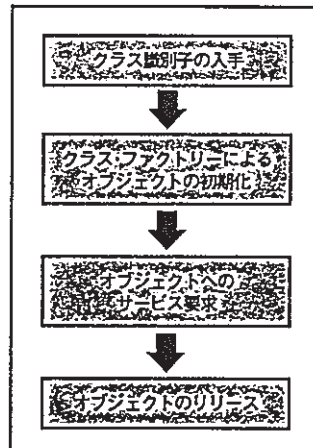 クラス識別子の入手
クラス・ファクトリーによる
オブジェクトの初期化
オブジェクトへの
サービス要求
オブジェクトのリリース